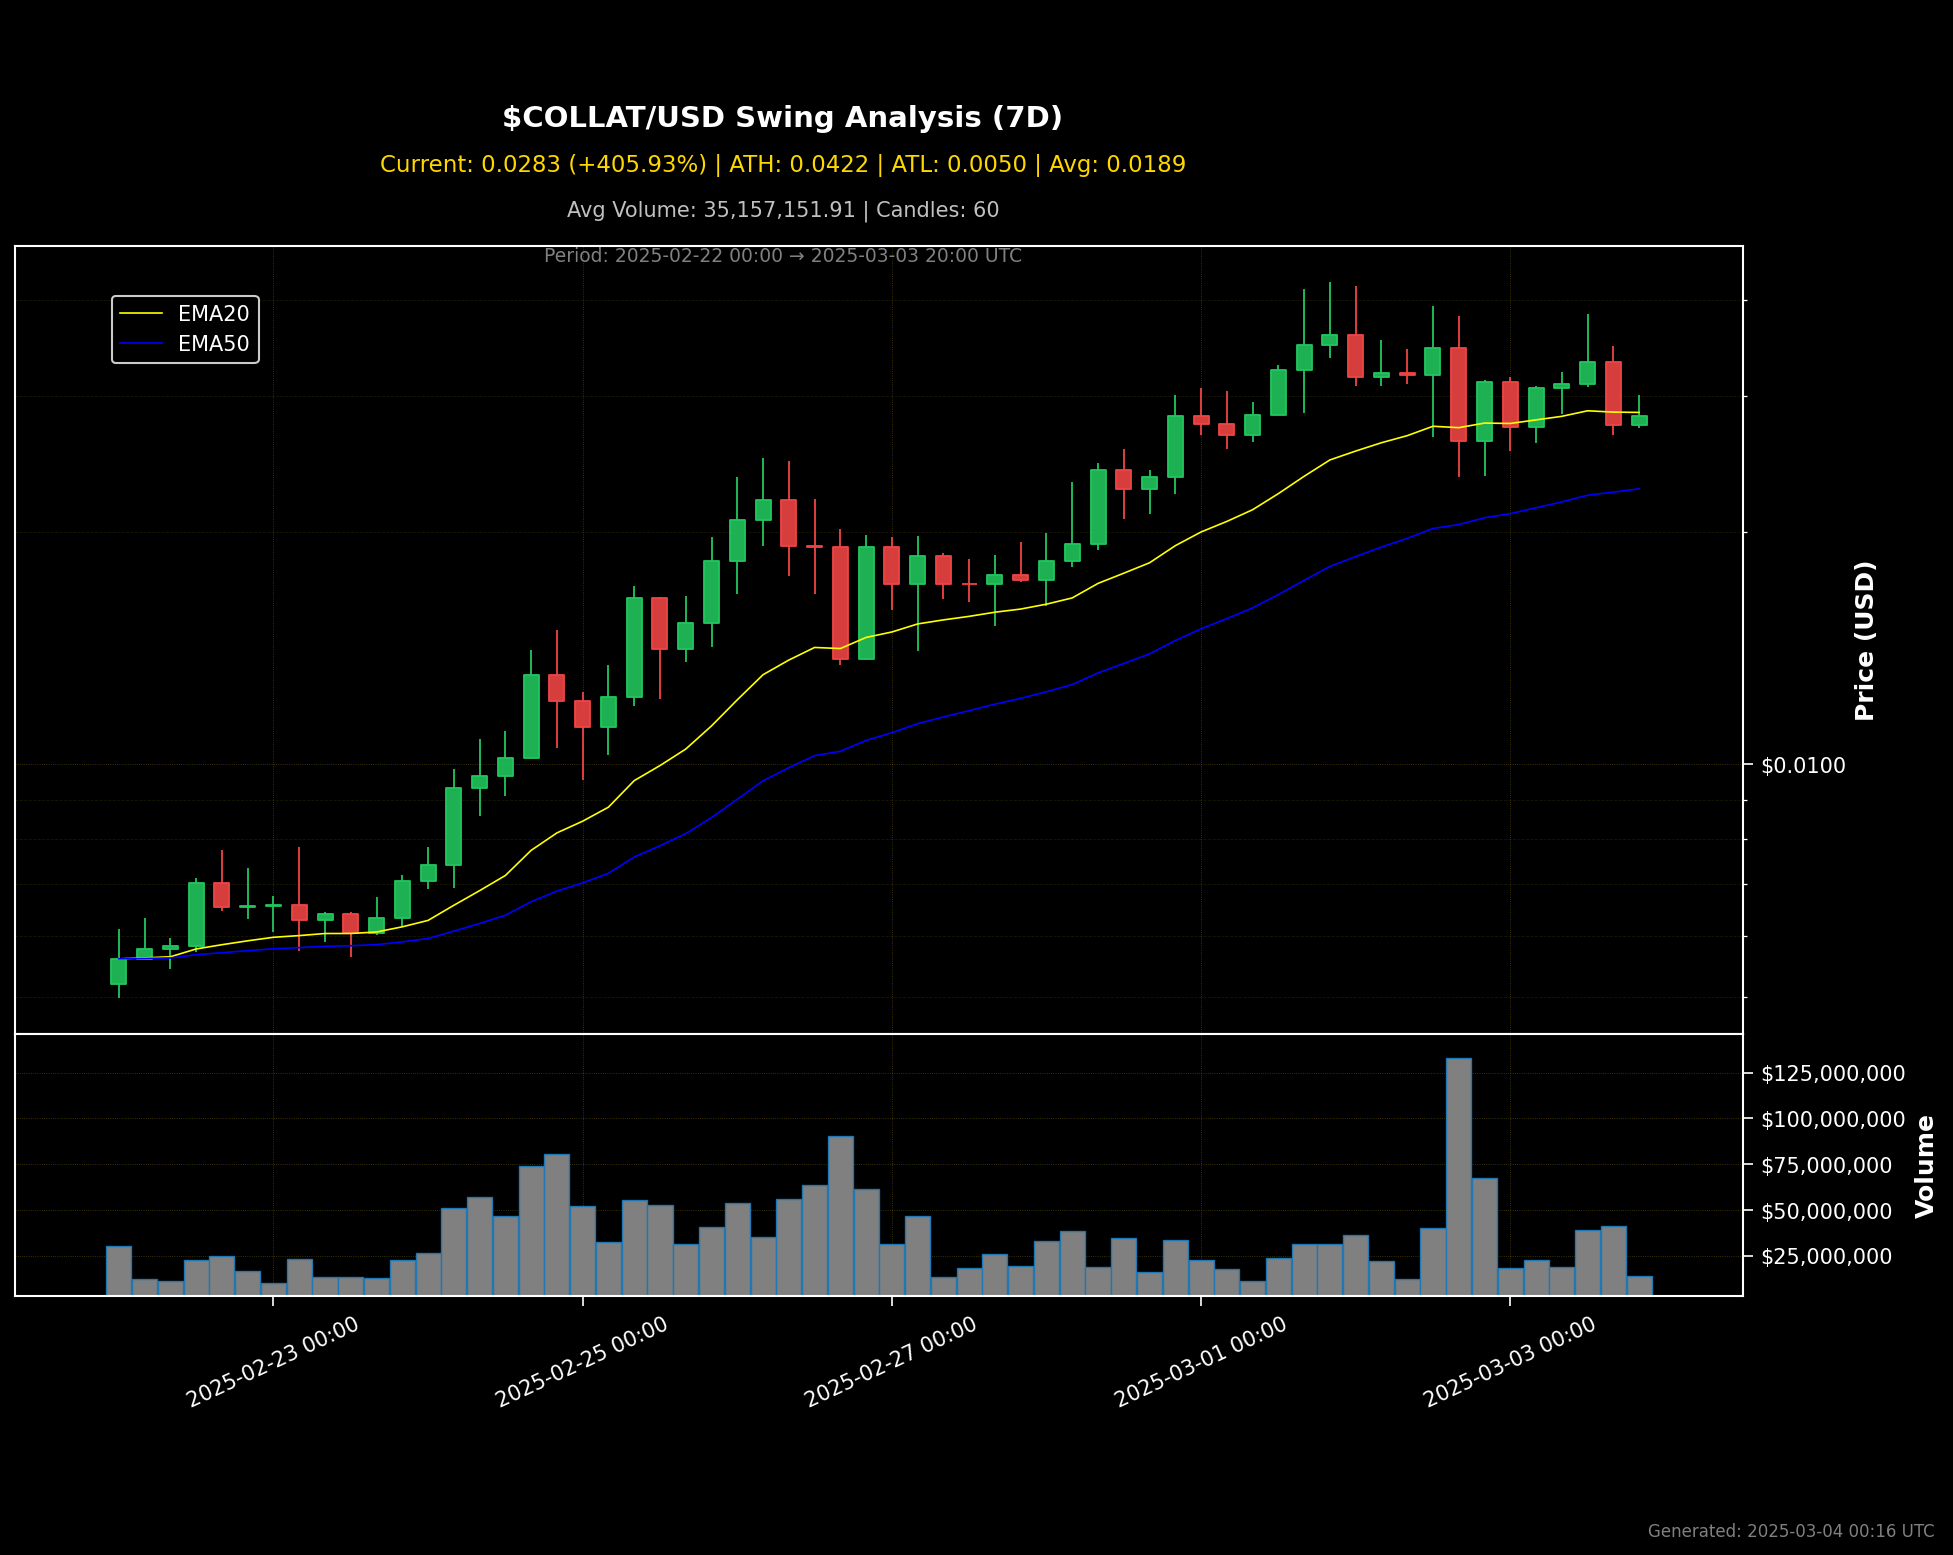 $COLLAT/USD Swing Analysis (7D)
Current: 0.0283 (+405.93%) | ATH: 0.0422 | ATL: 0.0050 | Avg: 0.0189
Avg Volume: 35,157,151.91 | Candles: 60
Period: 2025-02-22 00:00 → 2025-03-03 20:00 UTC
EMA20
EMA50
Price (USD)
$0.0100
$125,000,000
$100,000,000
$75,000,000
$50,000,000
$25,000,000
Volume
2025-02-23 00:00
2025-02-25 00:00
2025-02-27 00:00
2025-03-01 00:00
2025-03-03 00:00
Generated: 2025-03-04 00:16 UTC